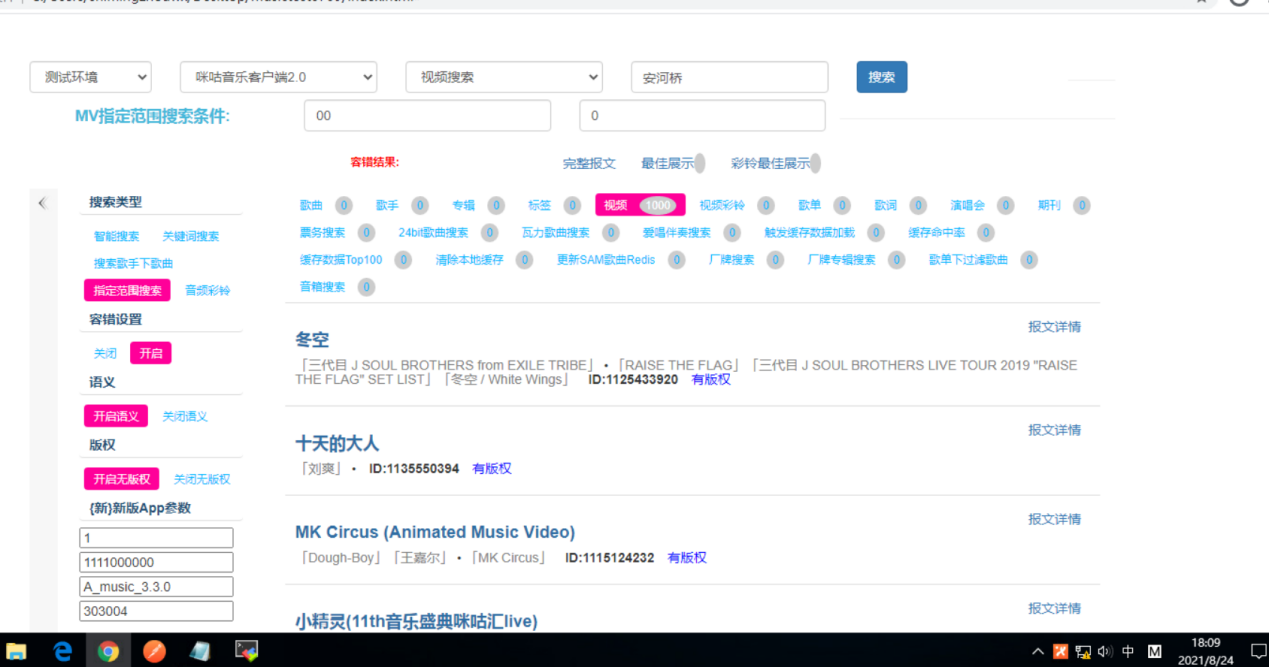 测试环境 咪咕音乐客户端2.0 视频搜索 安河桥 搜索
MV指定范围搜索条件: 00 0
容错结果: 完整报文 最佳展示 彩铃最佳展示
搜索类型
智能搜索 关键词搜索
搜索歌手下歌曲
指定范围搜索 音频彩铃
容错设置
关闭 开启
语义
开启语义 关闭语义
版权
开启无版权 关闭无版权
{新}新版App参数
1
1111000000
A_music_3.3.0
303004
歌曲 0 歌手 0 专辑 0 标签 0 视频 1000 视频彩铃 0 歌单 0 歌词 0 演唱会 0 期刊 0
票务搜索 0 24bit歌曲搜索 0 瓦力歌曲搜索 0 爱唱伴奏搜索 0 触发缓存数据加载 0 缓存命中率 0
缓存数据Top100 0 清除本地缓存 0 更新SAM歌曲Redis 0 厂牌搜索 0 厂牌专辑搜索 0 歌单下过滤歌曲 0
音箱搜索 0
报文详情
冬空
「三代目 J SOUL BROTHERS from EXILE TRIBE」 • 「RAISE THE FLAG」「三代目 J SOUL BROTHERS LIVE TOUR 2019 "RAISE
THE FLAG" SET LIST」「冬空 / White Wings」 ID:1125433920 有版权
报文详情
十天的大人
「刘爽」 • ID:1135550394 有版权
报文详情
MK Circus (Animated Music Video)
「Dough-Boy」「王嘉尔」 • 「MK Circus」 ID:1115124232 有版权
报文详情
小精灵(11th音乐盛典咪咕汇live)
中 M 18:09
2021/8/24